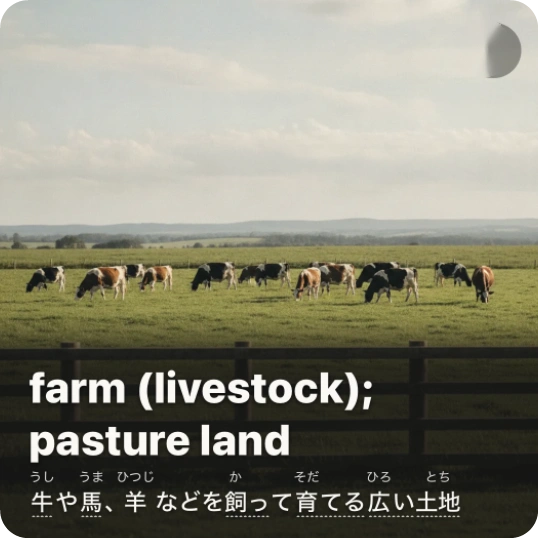 farm (livestock);
pasture land
うし うま ひつじ か そだ ひろ とち
牛や馬、羊 などを飼って育てる広い土地